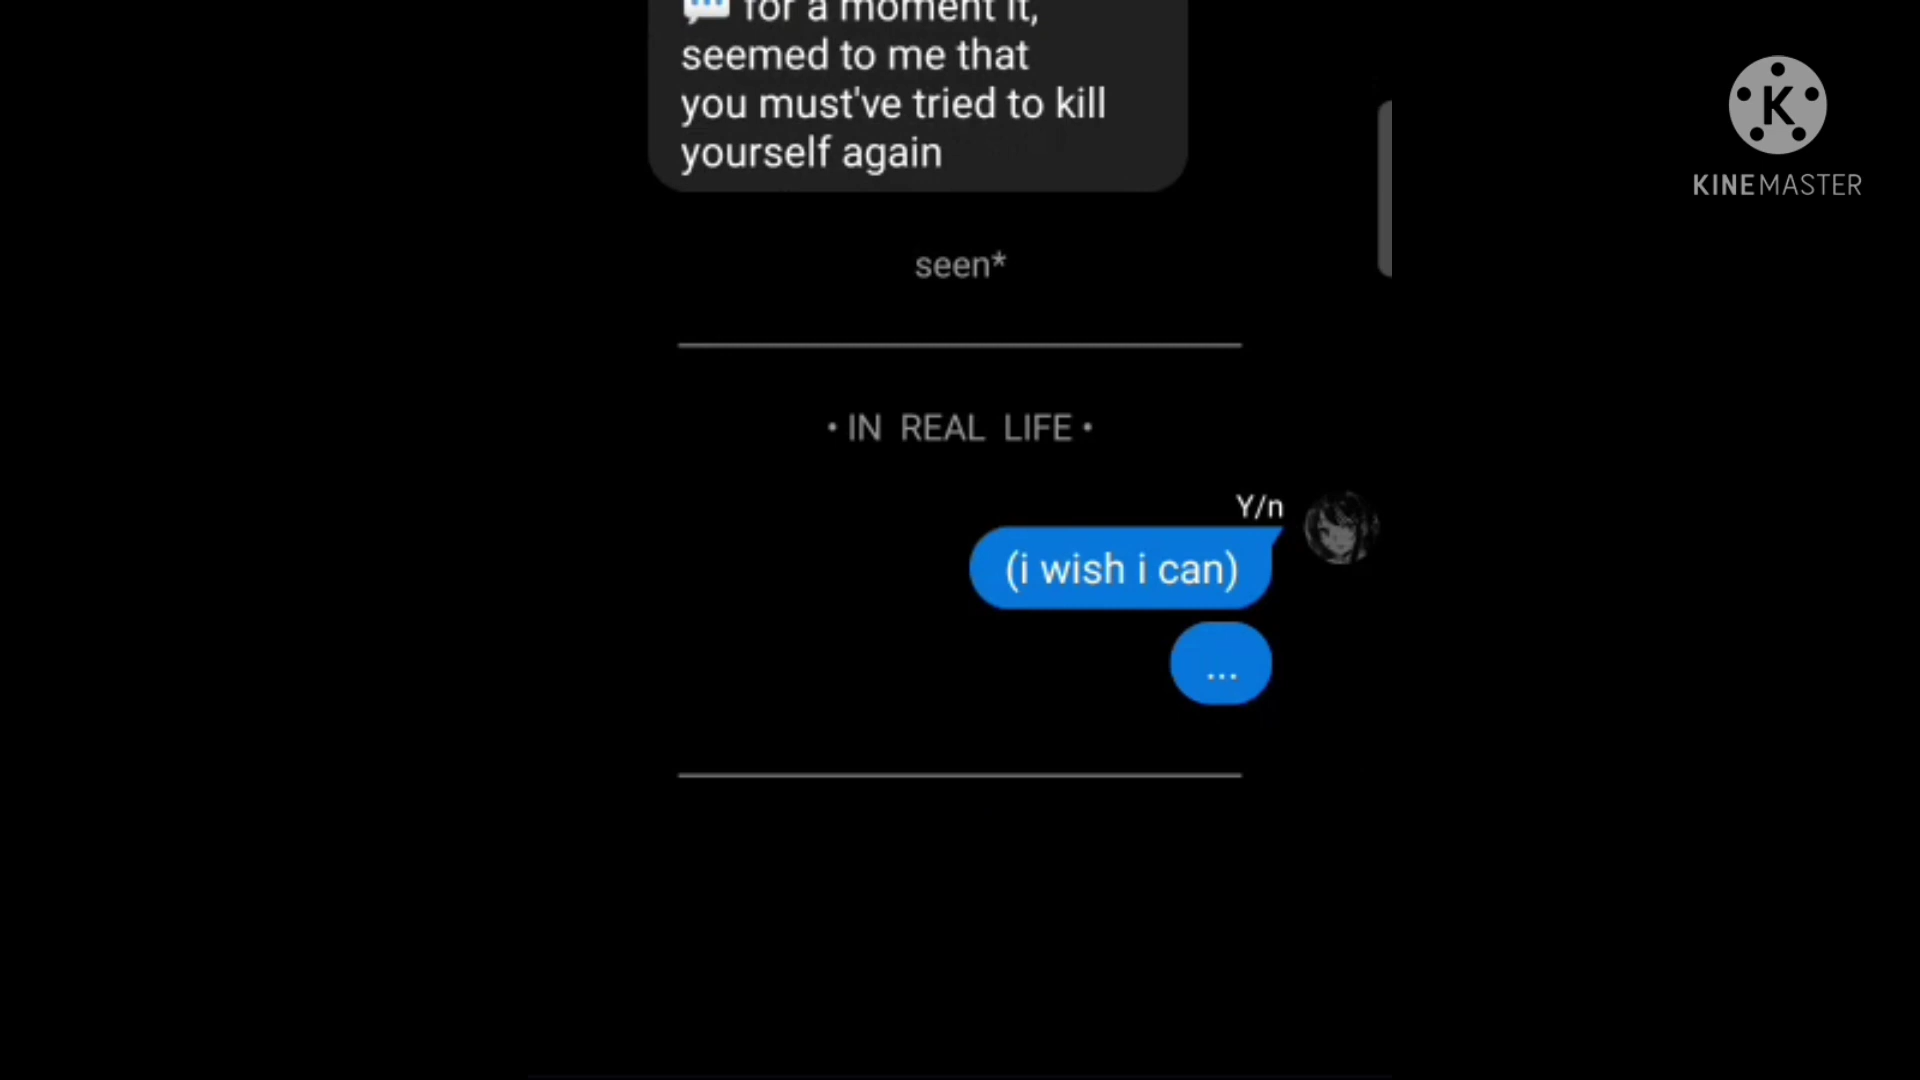 for a moment it,
seemed to me that
you must've tried to kill
yourself again
seen*
• IN REAL LIFE •
Y/n
(i wish i can)
...
K
KINEMASTER